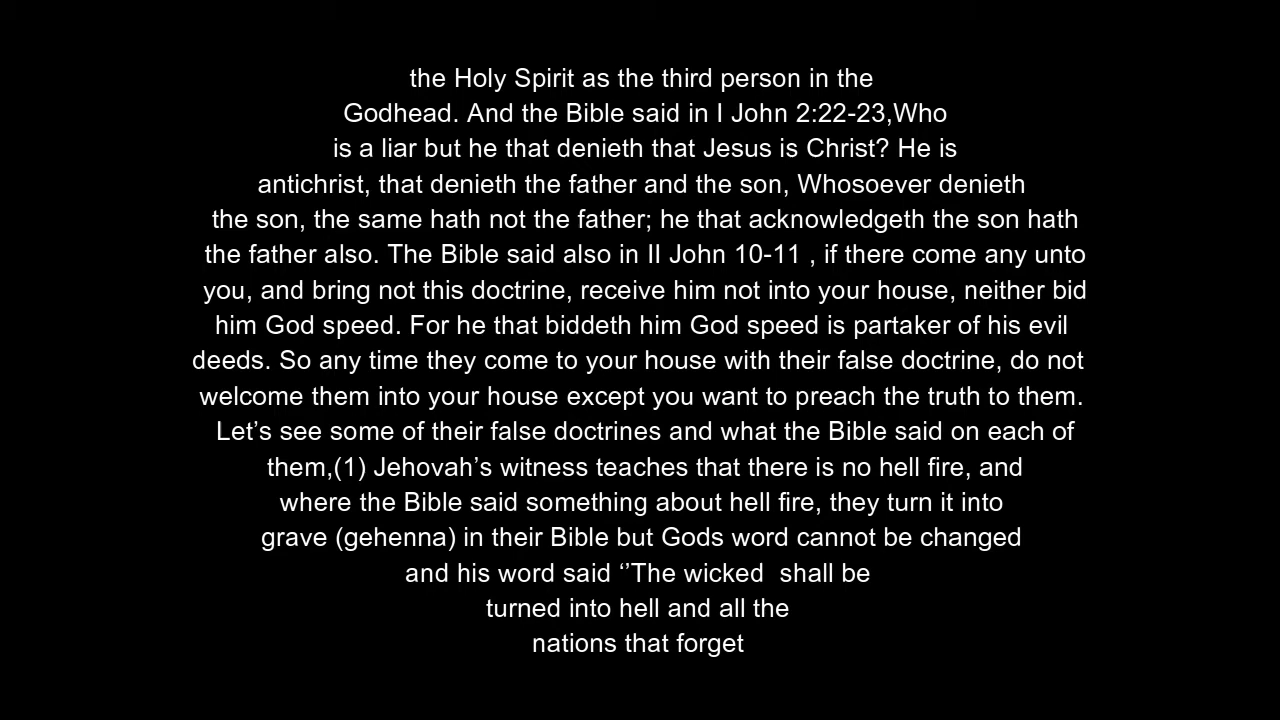 the Holy Spirit as the third person in the
Godhead. And the Bible said in I John 2:22-23,Who
is a liar but he that denieth that Jesus is Christ? He is
antichrist, that denieth the father and the son, Whosoever denieth
the son, the same hath not the father; he that acknowledgeth the son hath
the father also. The Bible said also in II John 10-11 , if there come any unto
you, and bring not this doctrine, receive him not into your house, neither bid
him God speed. For he that biddeth him God speed is partaker of his evil
deeds. So any time they come to your house with their false doctrine, do not
welcome them into your house except you want to preach the truth to them.
Let’s see some of their false doctrines and what the Bible said on each of
them,(1) Jehovah’s witness teaches that there is no hell fire, and
where the Bible said something about hell fire, they turn it into
grave (gehenna) in their Bible but Gods word cannot be changed
and his word said ‘’The wicked  shall be
turned into hell and all the
nations that forget